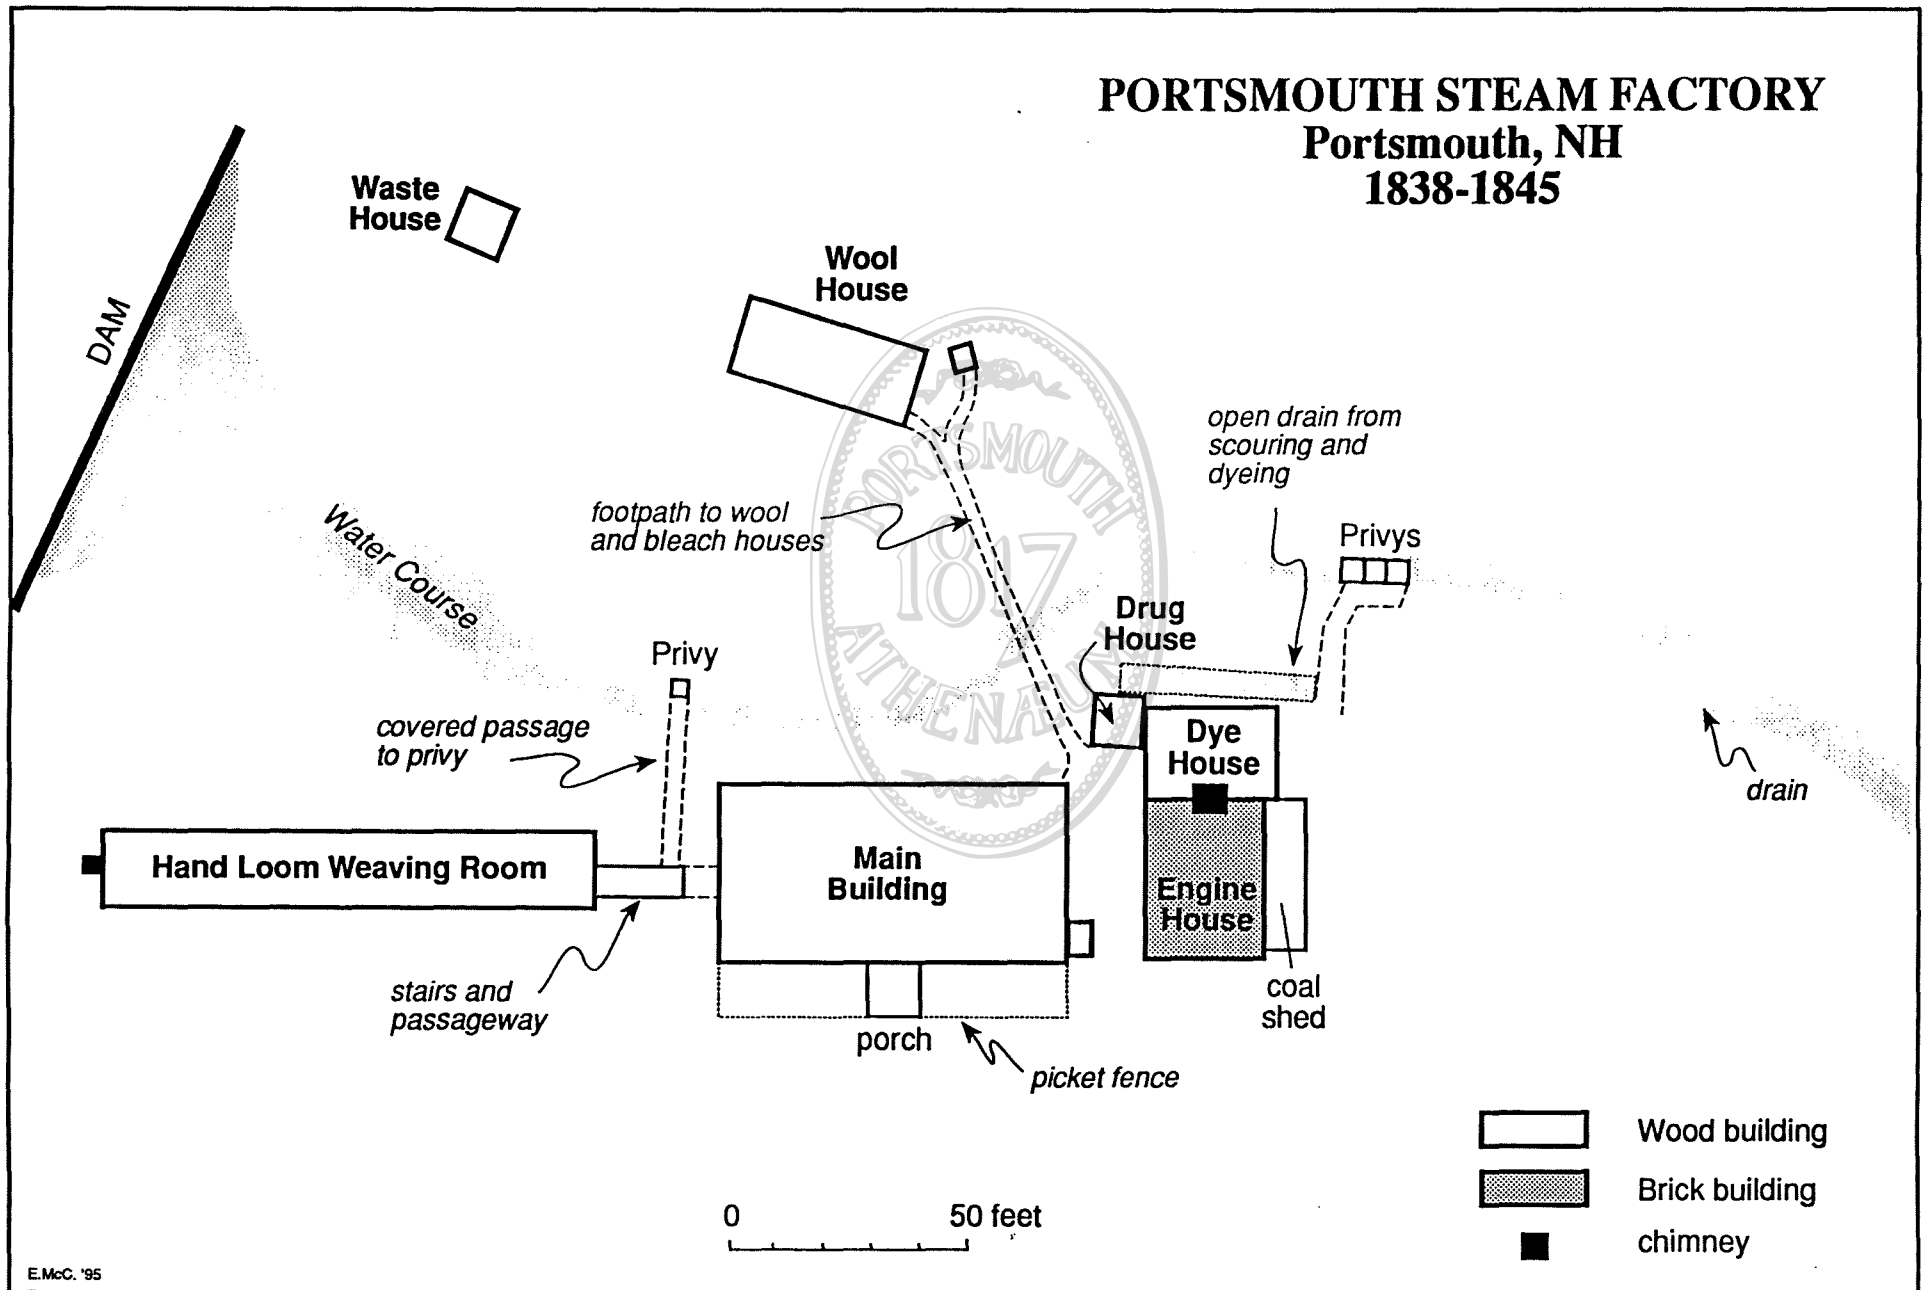 PORTSMOUTH STEAM FACTORY
Portsmouth, NH
1838-1845
Waste
House
Wool
House
DAM
open drain from
scouring and
dyeing
footpath to wool
and bleach houses
Water Course
Privys
PORTSMOUTH
1817
ATHENAEUM
Drug
House
Privy
covered passage
to privy
Dye
House
drain
Hand Loom Weaving Room
Main
Building
Engine
House
stairs and
passageway
coal
shed
porch
picket fence
Wood building
Brick building
chimney
0 50 feet
E.McC. '95